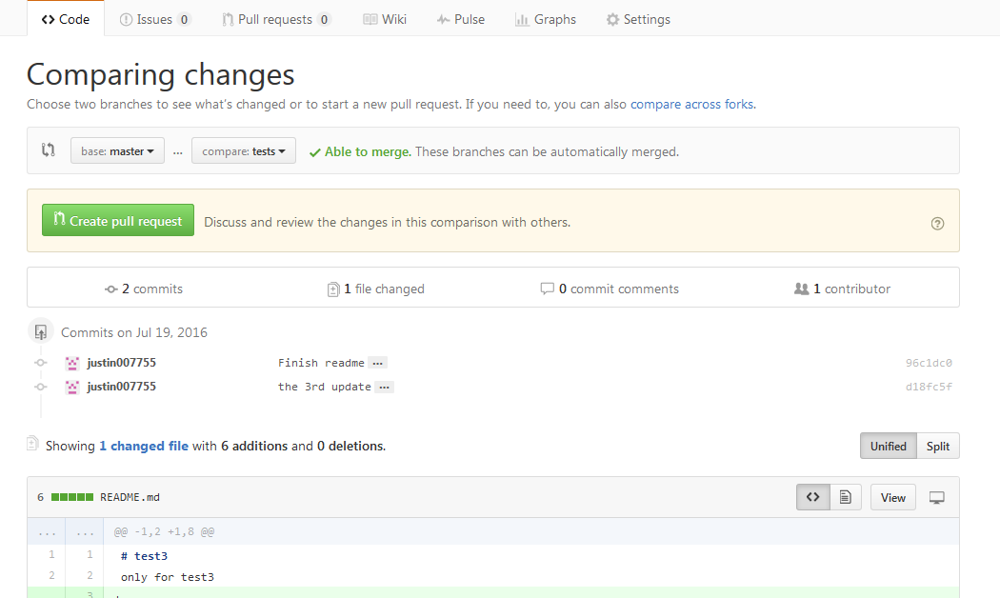 Code Issues 0 Pull requests 0 Wiki Pulse Graphs Settings
Comparing changes
Choose two branches to see what's changed or to start a new pull request. If you need to, you can also compare across forks.
base: master ... compare: tests Able to merge. These branches can be automatically merged.
Create pull request Discuss and review the changes in this comparison with others.
2 commits 1 file changed 0 commit comments 1 contributor
Commits on Jul 19, 2016
justin007755 Finish readme ... 96c1dc0
justin007755 the 3rd update ... d18fc5f
Showing 1 changed file with 6 additions and 0 deletions. Unified Split
6 README.md <> View
... ... @@ -1,2 +1,8 @@
1 1 # test3
2 2 only for test3
3 +